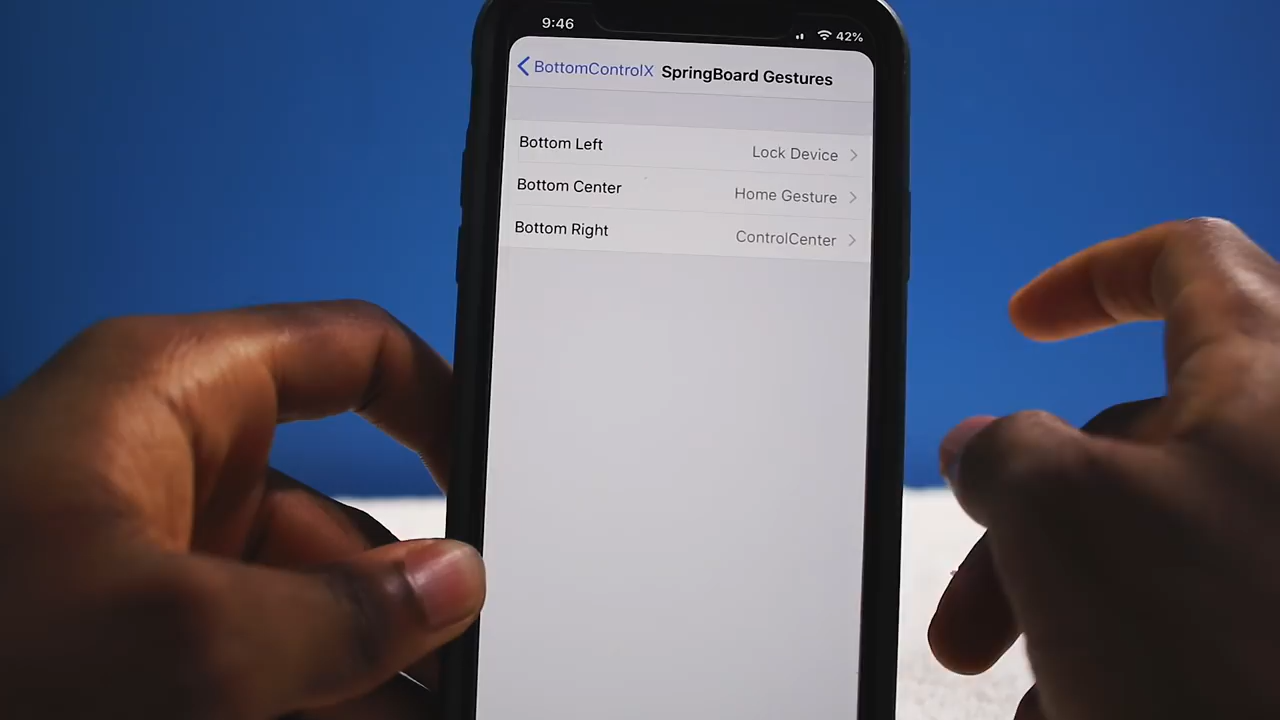 9:46
42%
BottomControlX SpringBoard Gestures
Bottom Left Lock Device
Bottom Center Home Gesture
Bottom Right ControlCenter